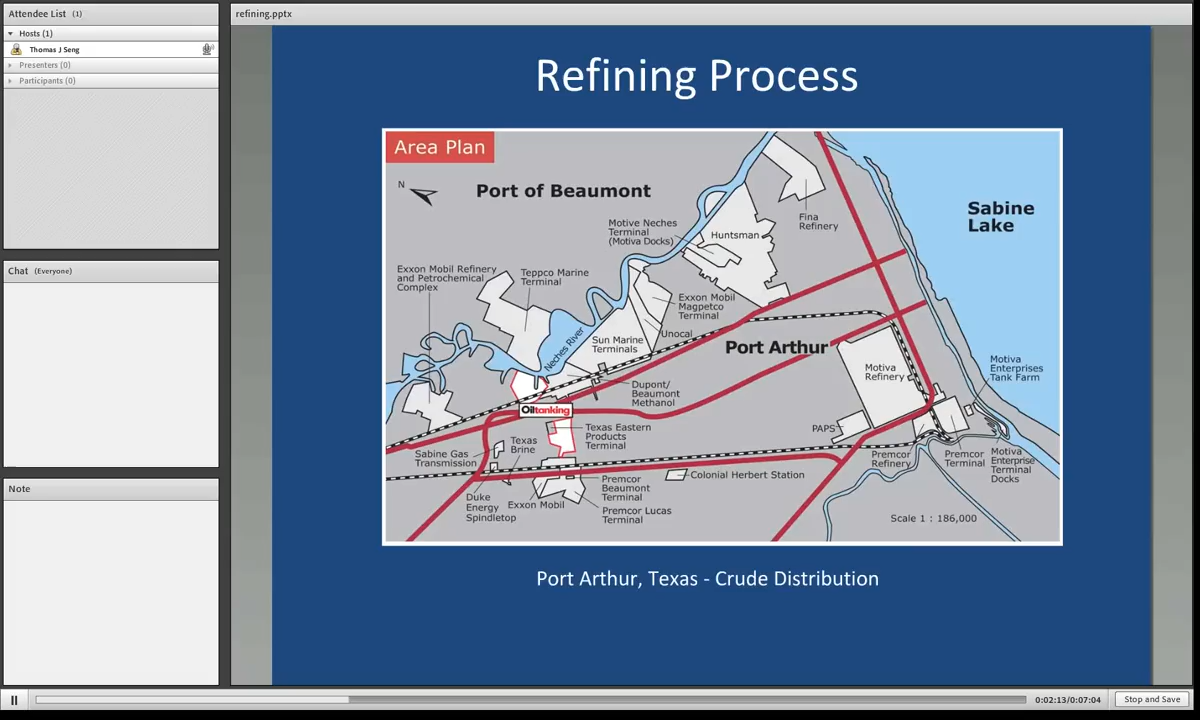 Attendee List (1)
Hosts (1)
Thomas J Seng
Presenters (0)
Participants (0)
Chat (Everyone)
Note
refining.pptx
Refining Process
Area Plan
N
Port of Beaumont
Sabine
Lake
Fina
Refinery
Motive Neches
Terminal
(Motiva Docks)
Huntsman
Exxon Mobil Refinery
and Petrochemical
Complex
Teppco Marine
Terminal
Exxon Mobil
Magpetco
Terminal
Neches River
Sun Marine
Terminals
Unocal
Port Arthur
Motiva
Refinery
Motiva
Enterprises
Tank Farm
Dupont/
Beaumont
Methanol
Oiltanking
Texas Eastern
Products
Terminal
PAPS
Sabine Gas
Transmission
Texas
Brine
Premcor
Refinery
Premcor
Terminal
Motiva
Enterprise
Terminal
Docks
Colonial Herbert Station
Duke
Energy
Spindletop
Exxon Mobil
Premcor
Beaumont
Terminal
Premcor Lucas
Terminal
Scale 1 : 186,000
Port Arthur, Texas - Crude Distribution
0:02:13/0:07:04
Stop and Save